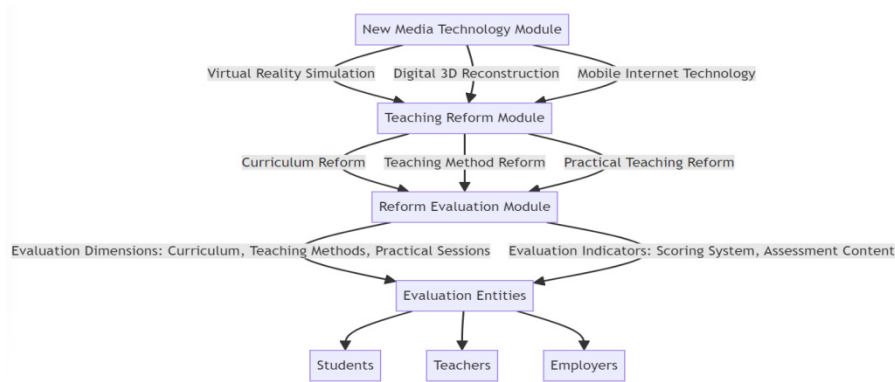 New Media Technology Module
Virtual Reality Simulation
Digital 3D Reconstruction
Mobile Internet Technology
Teaching Reform Module
Curriculum Reform
Teaching Method Reform
Practical Teaching Reform
Reform Evaluation Module
Evaluation Dimensions: Curriculum, Teaching Methods, Practical Sessions
Evaluation Indicators: Scoring System, Assessment Content
Evaluation Entities
Students
Teachers
Employers